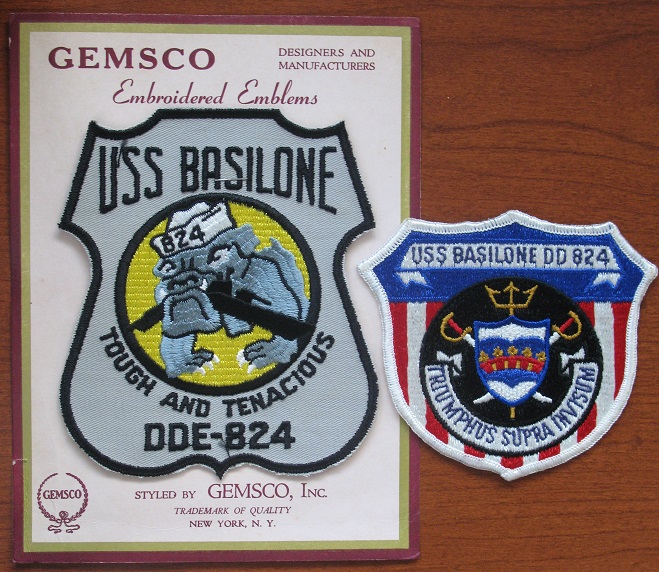 GEMSCO
DESIGNERS AND
MANUFACTURERS
Embroidered Emblems
USS BASILONE
824
TOUGH AND TENACIOUS
DDE-824
GEMSCO
STYLED BY GEMSCO, INC.
TRADEMARK OF QUALITY
NEW YORK, N. Y.
USS BASILONE DD 824
TRIUMPHUS SUPRA INVISUM